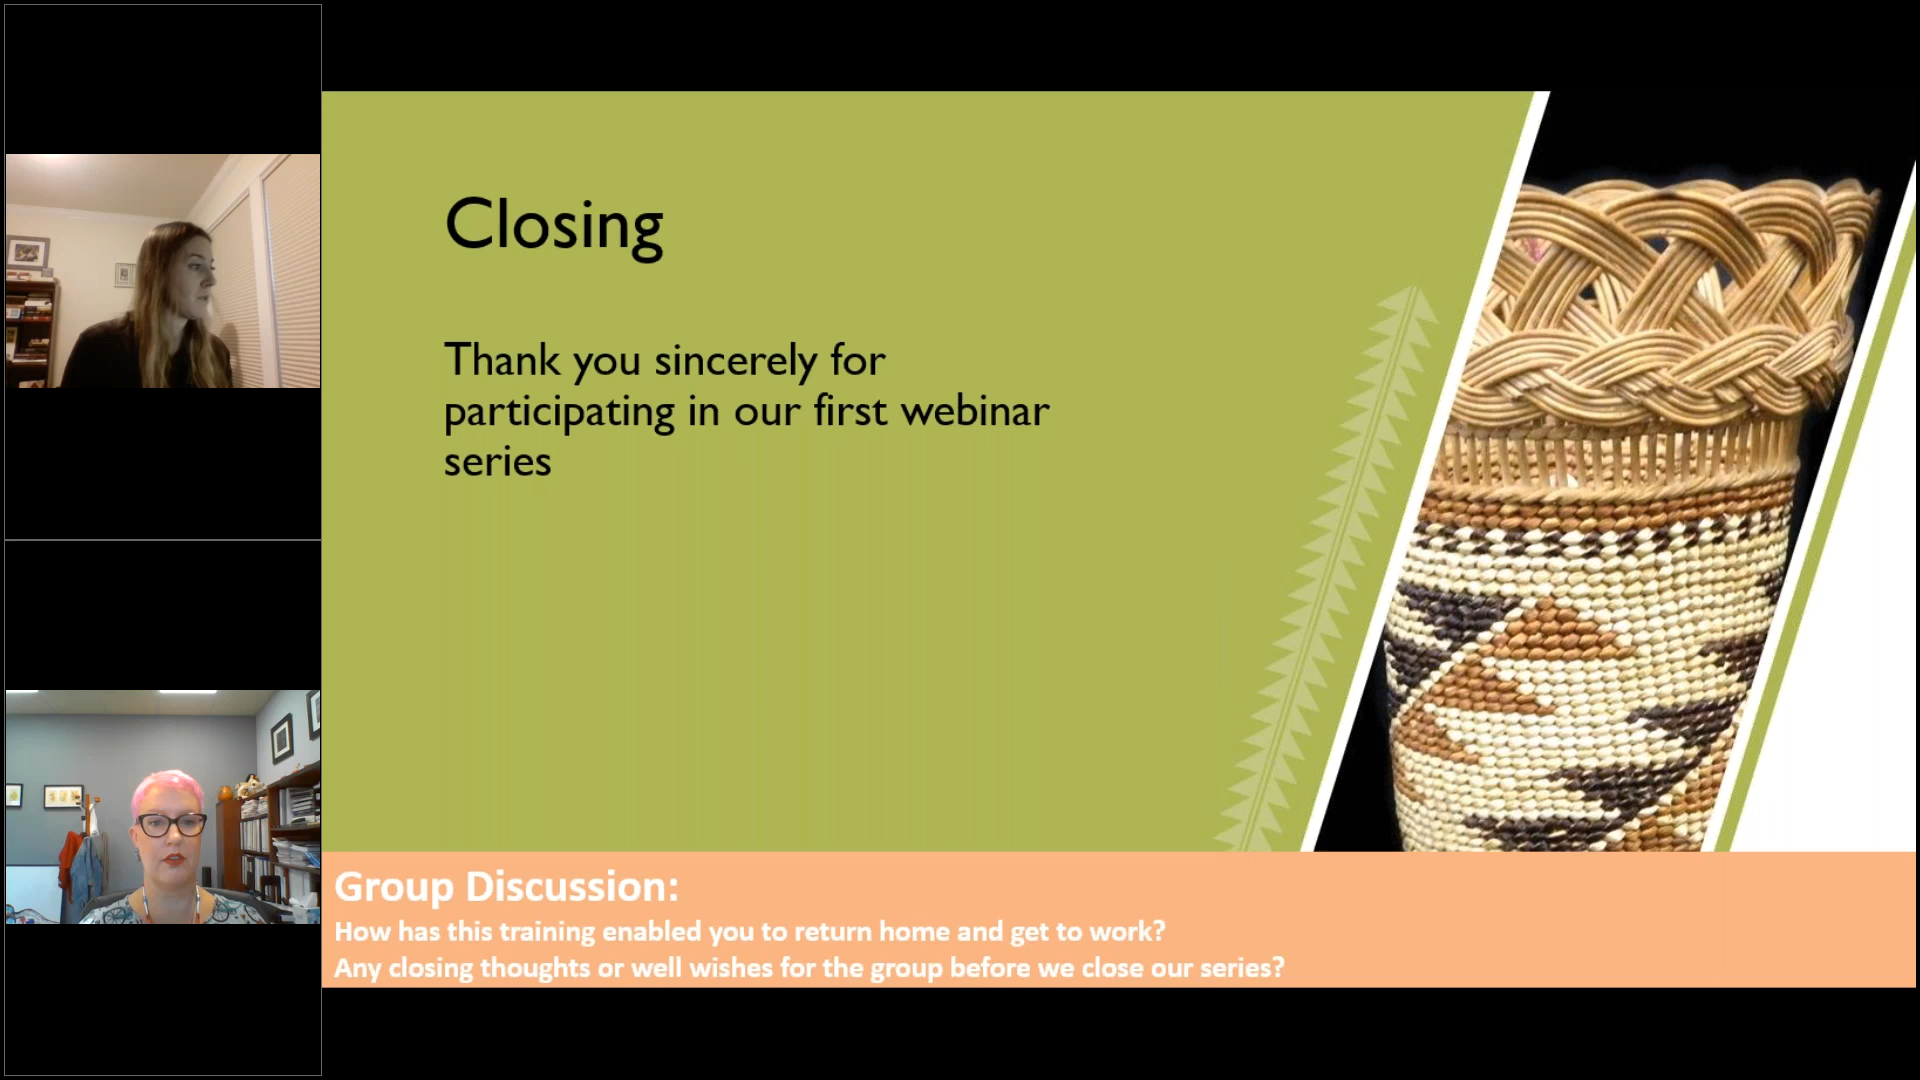 Closing
Thank you sincerely for
participating in our first webinar
series
Group Discussion:
How has this training enabled you to return home and get to work?
Any closing thoughts or well wishes for the group before we close our series?